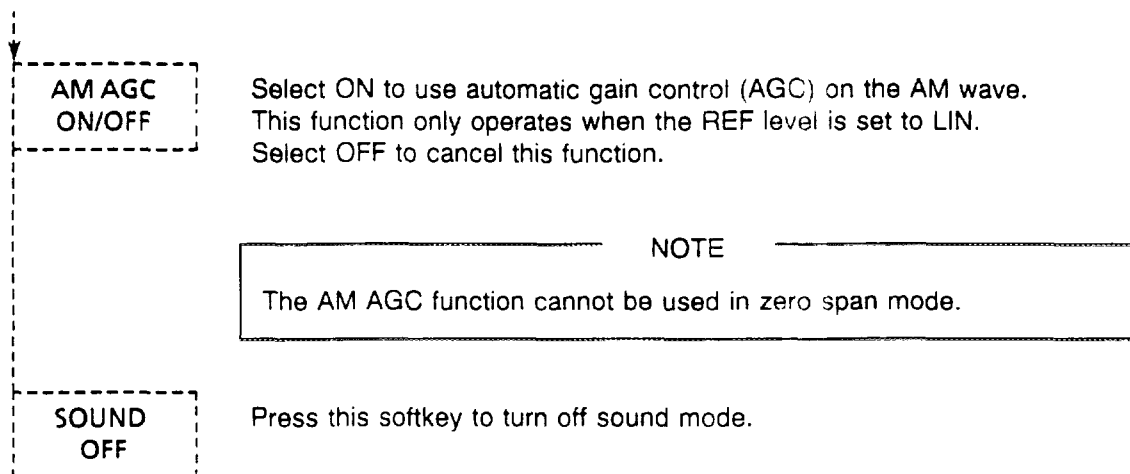 AM AGC
ON/OFF
Select ON to use automatic gain control (AGC) on the AM wave.
This function only operates when the REF level is set to LIN.
Select OFF to cancel this function.
NOTE
The AM AGC function cannot be used in zero span mode.
SOUND
OFF
Press this softkey to turn off sound mode.